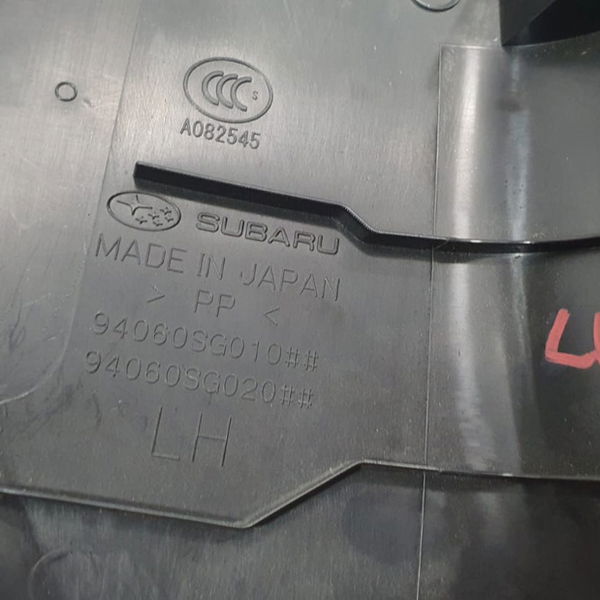 CCC S
A082545
SUBARU
MADE IN JAPAN
> PP <
94060SG010##
94060SG020##
LH